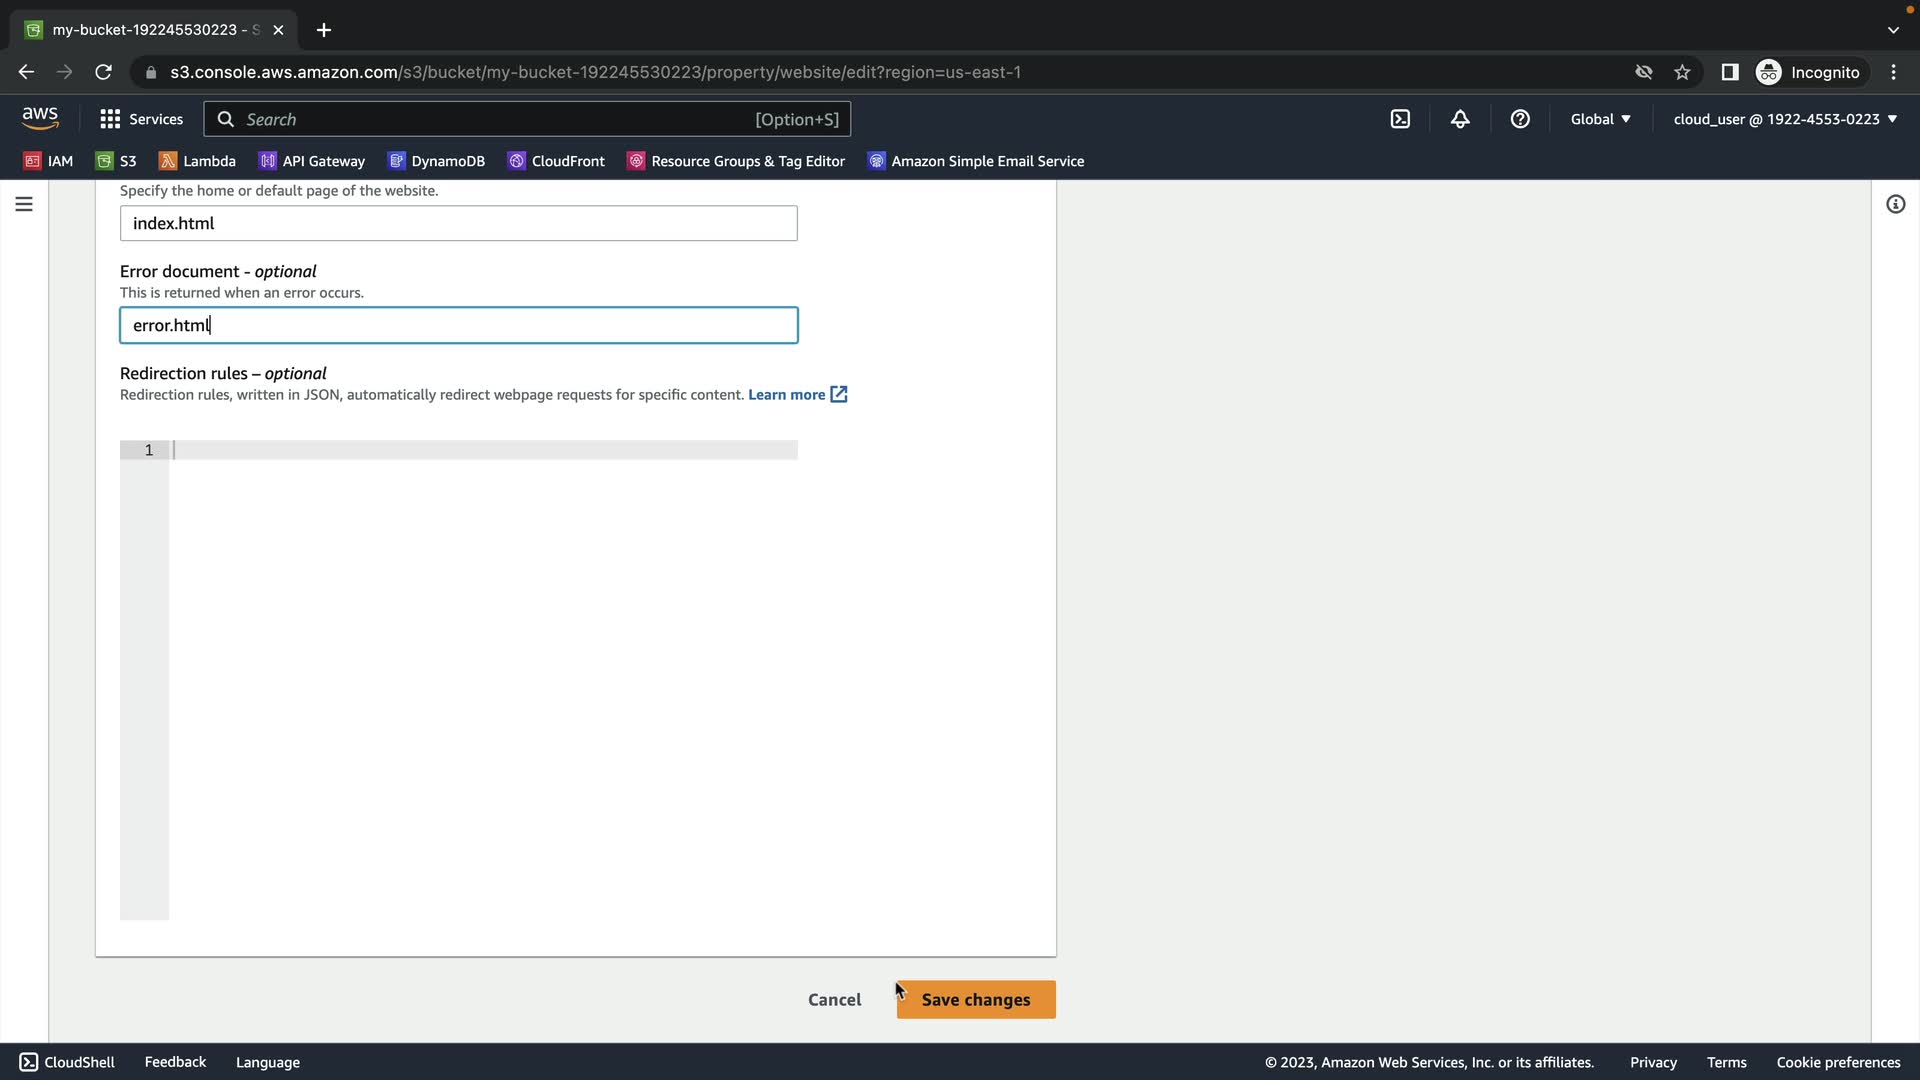 my-bucket-192245530223 - S
s3.console.aws.amazon.com/s3/bucket/my-bucket-192245530223/property/website/edit?region=us-east-1
Incognito
aws
Services
Search
[Option+S]
Global
cloud_user @ 1922-4553-0223
IAM
S3
Lambda
API Gateway
DynamoDB
CloudFront
Resource Groups & Tag Editor
Amazon Simple Email Service
Specify the home or default page of the website.
index.html
Error document - optional
This is returned when an error occurs.
error.html
Redirection rules – optional
Redirection rules, written in JSON, automatically redirect webpage requests for specific content. Learn more
1
Cancel
Save changes
CloudShell
Feedback
Language
© 2023, Amazon Web Services, Inc. or its affiliates.
Privacy
Terms
Cookie preferences